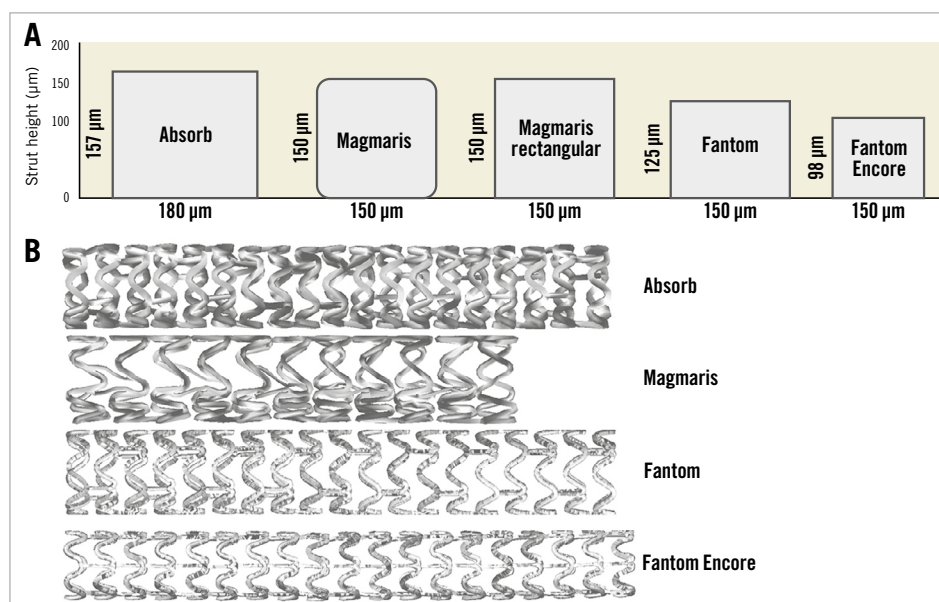 A
Strut height (µm)
200
150
100
0
157 µm
Absorb
180 µm
150 µm
Magmaris
150 µm
150 µm
Magmaris
rectangular
150 µm
125 µm
Fantom
150 µm
98 µm
Fantom
Encore
150 µm
B
Absorb
Magmaris
Fantom
Fantom Encore